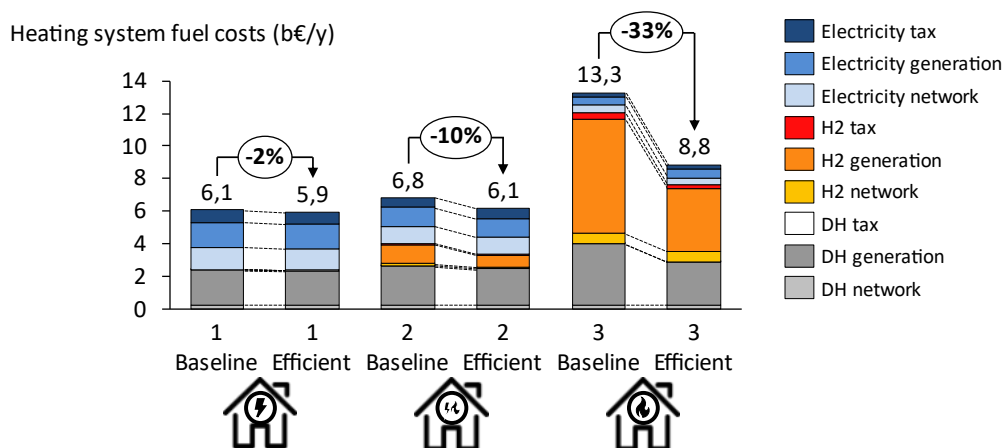 Heating system fuel costs (b€/y)
14
12
10
8
6
4
2
0
6,1
-2%
5,9
6,8
-10%
6,1
13,3
-33%
8,8
1
Baseline
1
Efficient
2
Baseline
2
Efficient
3
Baseline
3
Efficient
Electricity tax
Electricity generation
Electricity network
H2 tax
H2 generation
H2 network
DH tax
DH generation
DH network